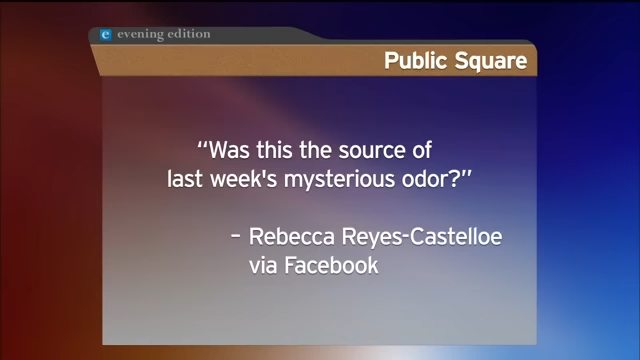 e evening edition
Public Square
“Was this the source of
last week's mysterious odor?”
– Rebecca Reyes-Castelloe
via Facebook